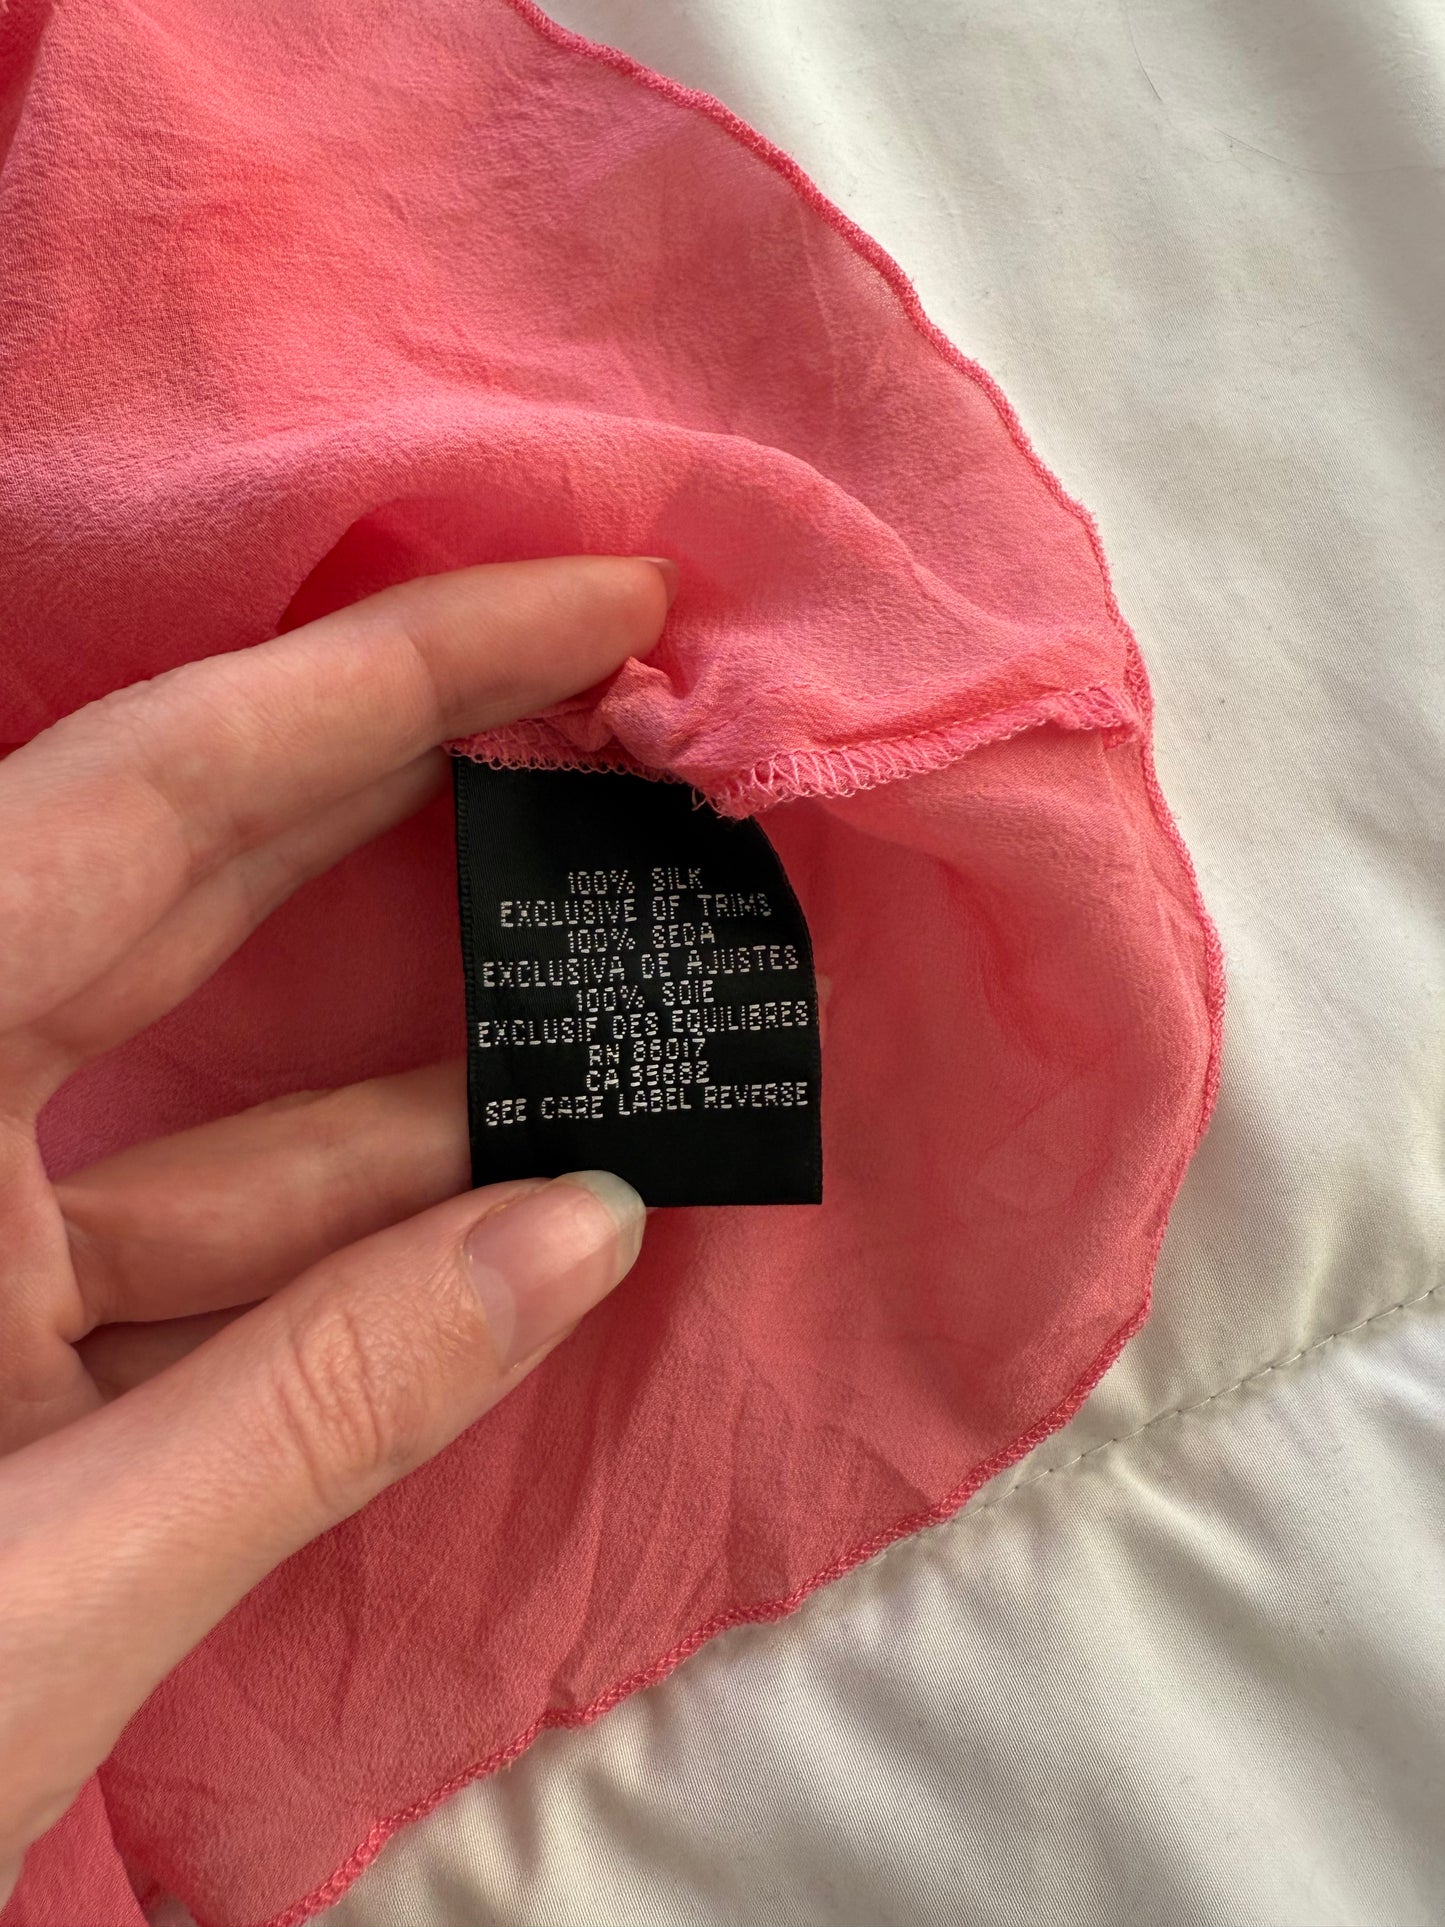 100% SILK
EXCLUSIVE OF TRIMS
100% SEDA
EXCLUSIVA DE AJUSTES
100% SOIE
EXCLUSIF DES EQUILIBRES
RN 86017
CA 35682
SEE CARE LABEL REVERSE